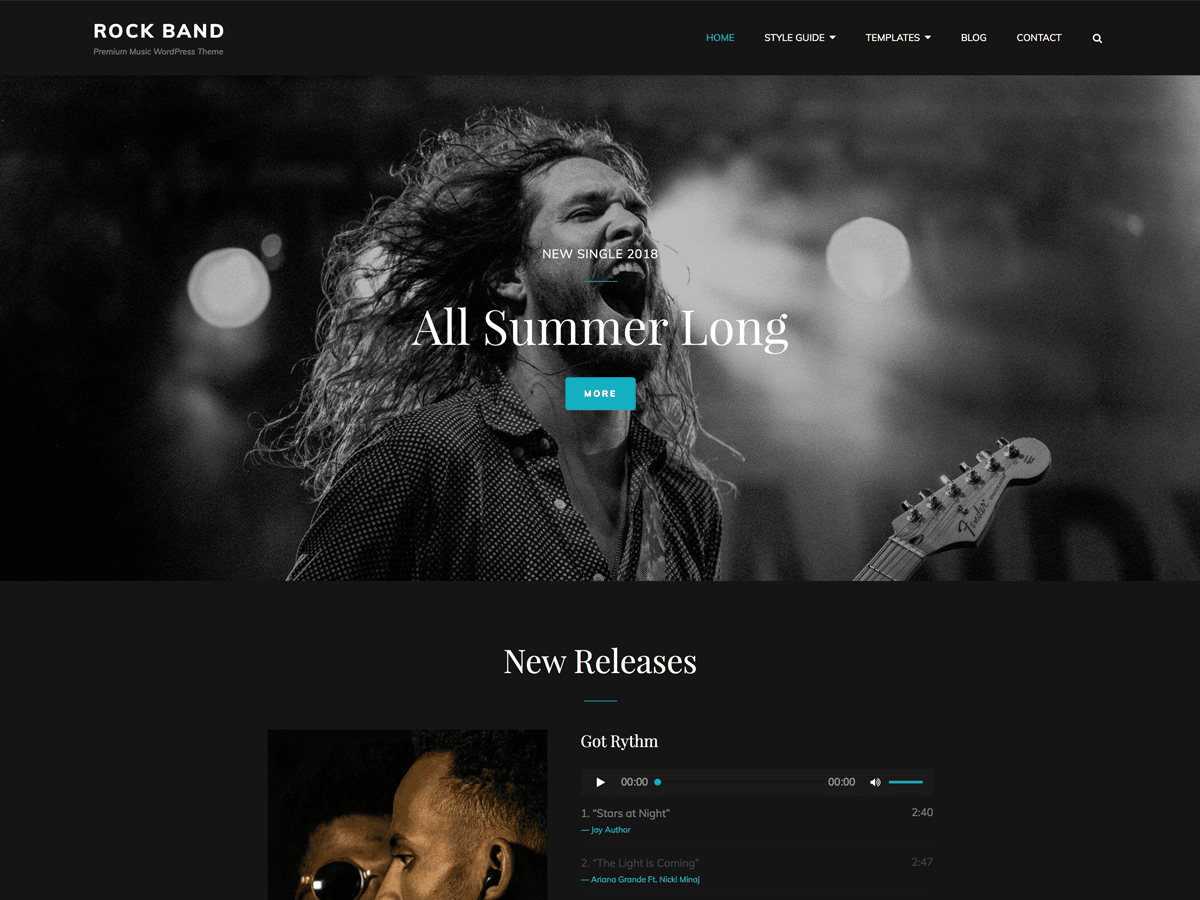 ROCK BAND
Premium Music WordPress Theme
HOME STYLE GUIDE TEMPLATES BLOG CONTACT
NEW SINGLE 2018
All Summer Long
MORE
Fender
New Releases
Got Rythm
00:00 00:00
1. “Stars at Night” 2:40
— Jay Author
2. “The Light is Coming” 2:47
— Ariana Grande Ft. Nicki Minaj